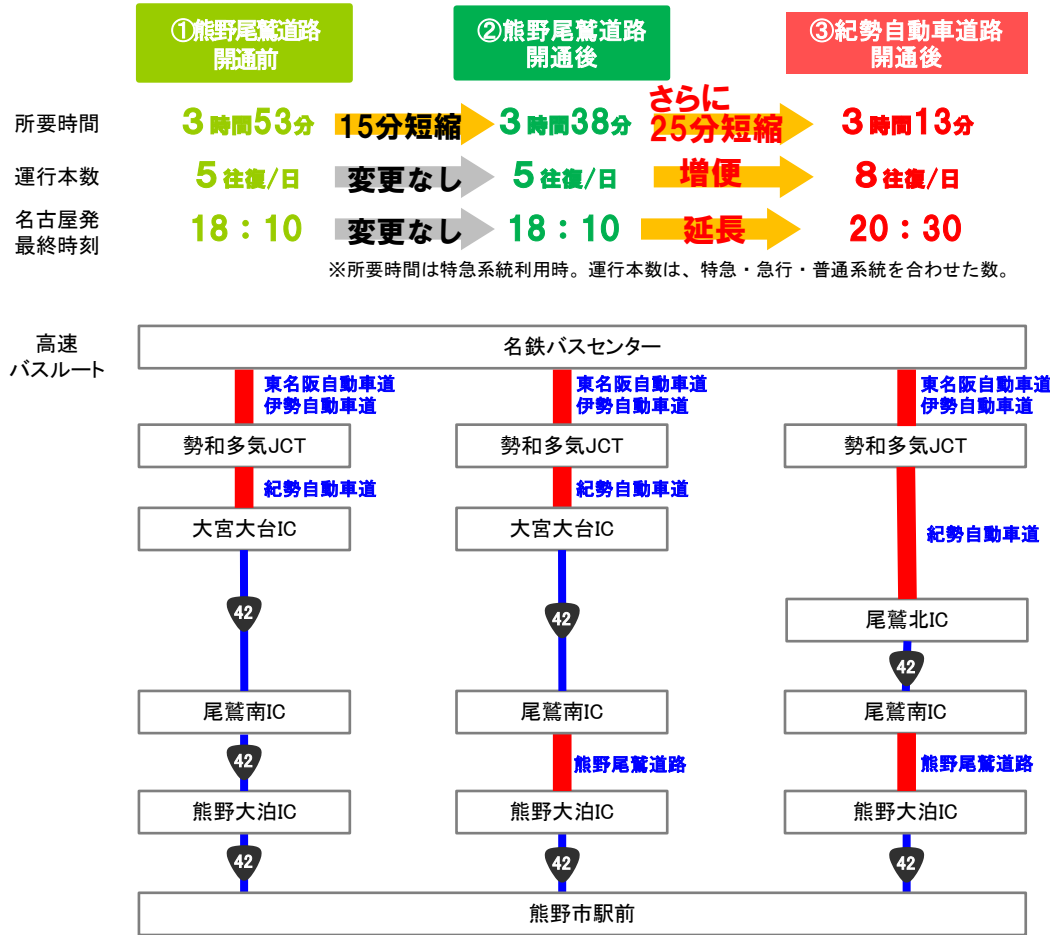 ①熊野尾鷲道路
開通前
②熊野尾鷲道路
開通後
③紀勢自動車道路
開通後
所要時間
3時間53分
15分短縮
3時間38分
さらに
25分短縮
3時間13分
運行本数
5往復/日
変更なし
5往復/日
増便
8往復/日
名古屋発
最終時刻
18：10
変更なし
18：10
延長
20：30
※所要時間は特急系統利用時。運行本数は、特急・急行・普通系統を合わせた数。
高速
バスルート
名鉄バスセンター
東名阪自動車道
伊勢自動車道
東名阪自動車道
伊勢自動車道
東名阪自動車道
伊勢自動車道
勢和多気JCT
勢和多気JCT
勢和多気JCT
紀勢自動車道
紀勢自動車道
紀勢自動車道
大宮大台IC
大宮大台IC
42
42
尾鷲北IC
42
尾鷲南IC
尾鷲南IC
尾鷲南IC
42
熊野尾鷲道路
熊野尾鷲道路
熊野大泊IC
熊野大泊IC
熊野大泊IC
42
42
42
熊野市駅前